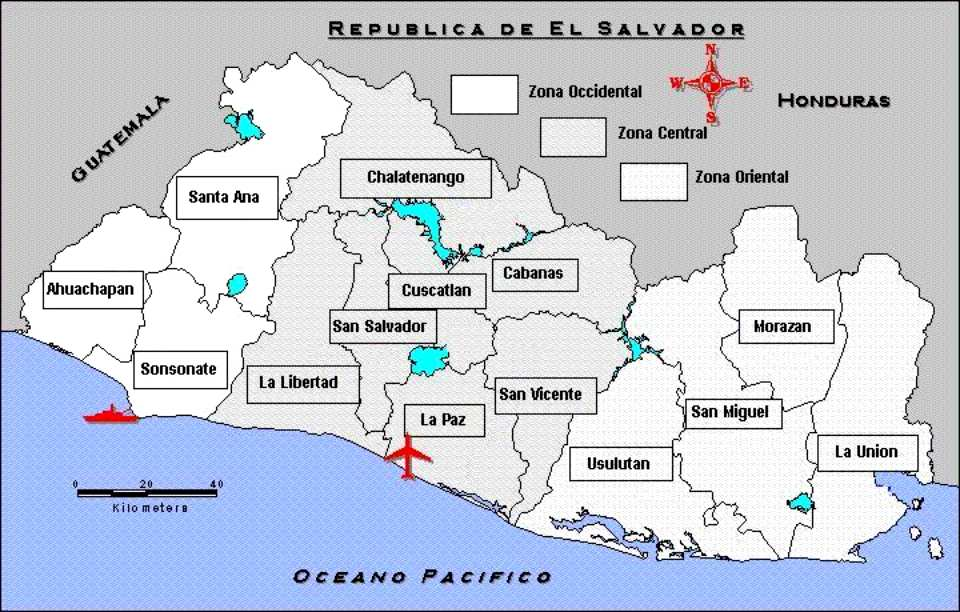 REPUBLICA DE EL SALVADOR
N
W E
S
Zona Occidental
HONDURAS
GUATEMALA
Zona Central
Chalatenango
Zona Oriental
Santa Ana
Cabanas
Ahuachapan
Cuscatlan
San Salvador
Morazan
Sonsonate
La Libertad
San Vicente
San Miguel
La Paz
La Union
Usulutan
0 20 40
Kilometers
OCEANO PACIFICO